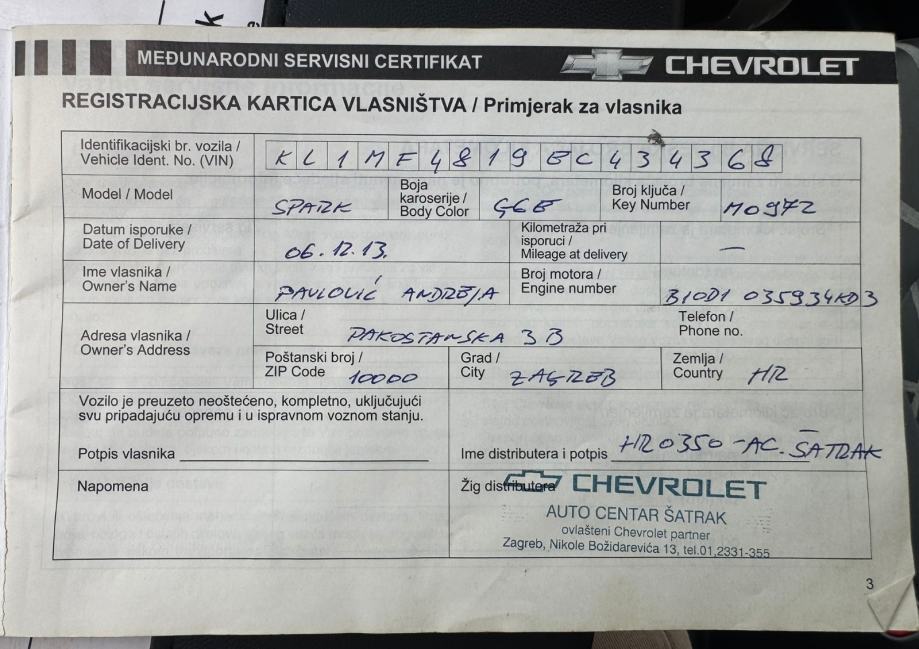 MEĐUNARODNI SERVISNI CERTIFIKAT
CHEVROLET
REGISTRACIJSKA KARTICA VLASNIŠTVA / Primjerak za vlasnika
Identifikacijski br. vozila /
Vehicle Ident. No. (VIN)
KL1MF4819EC434368
Model / Model
SPARK
Boja
karoserije /
Body Color
GGE
Broj ključa /
Key Number
M0972
Datum isporuke /
Date of Delivery
06.12.13.
Kilometraža pri
isporuci /
Mileage at delivery
—
Ime vlasnika /
Owner's Name
PAVLOVIĆ ANDREJA
Broj motora /
Engine number
B10D1 035934KD3
Adresa vlasnika /
Owner's Address
Ulica /
Street
PAKOSTANSKA 3B
Telefon /
Phone no.
Poštanski broj /
ZIP Code
10000
Grad /
City
ZAGREB
Zemlja /
Country
HR
Vozilo je preuzeto neoštećeno, kompletno, uključujući
svu pripadajuću opremu i u ispravnom voznom stanju.
Potpis vlasnika
Ime distributera i potpis HR0350 - AC. ŠATRAK
Napomena
Žig distributera
CHEVROLET
AUTO CENTAR ŠATRAK
ovlašteni Chevrolet partner
Zagreb, Nikole Božidarevića 13, tel.01,2331-355
3